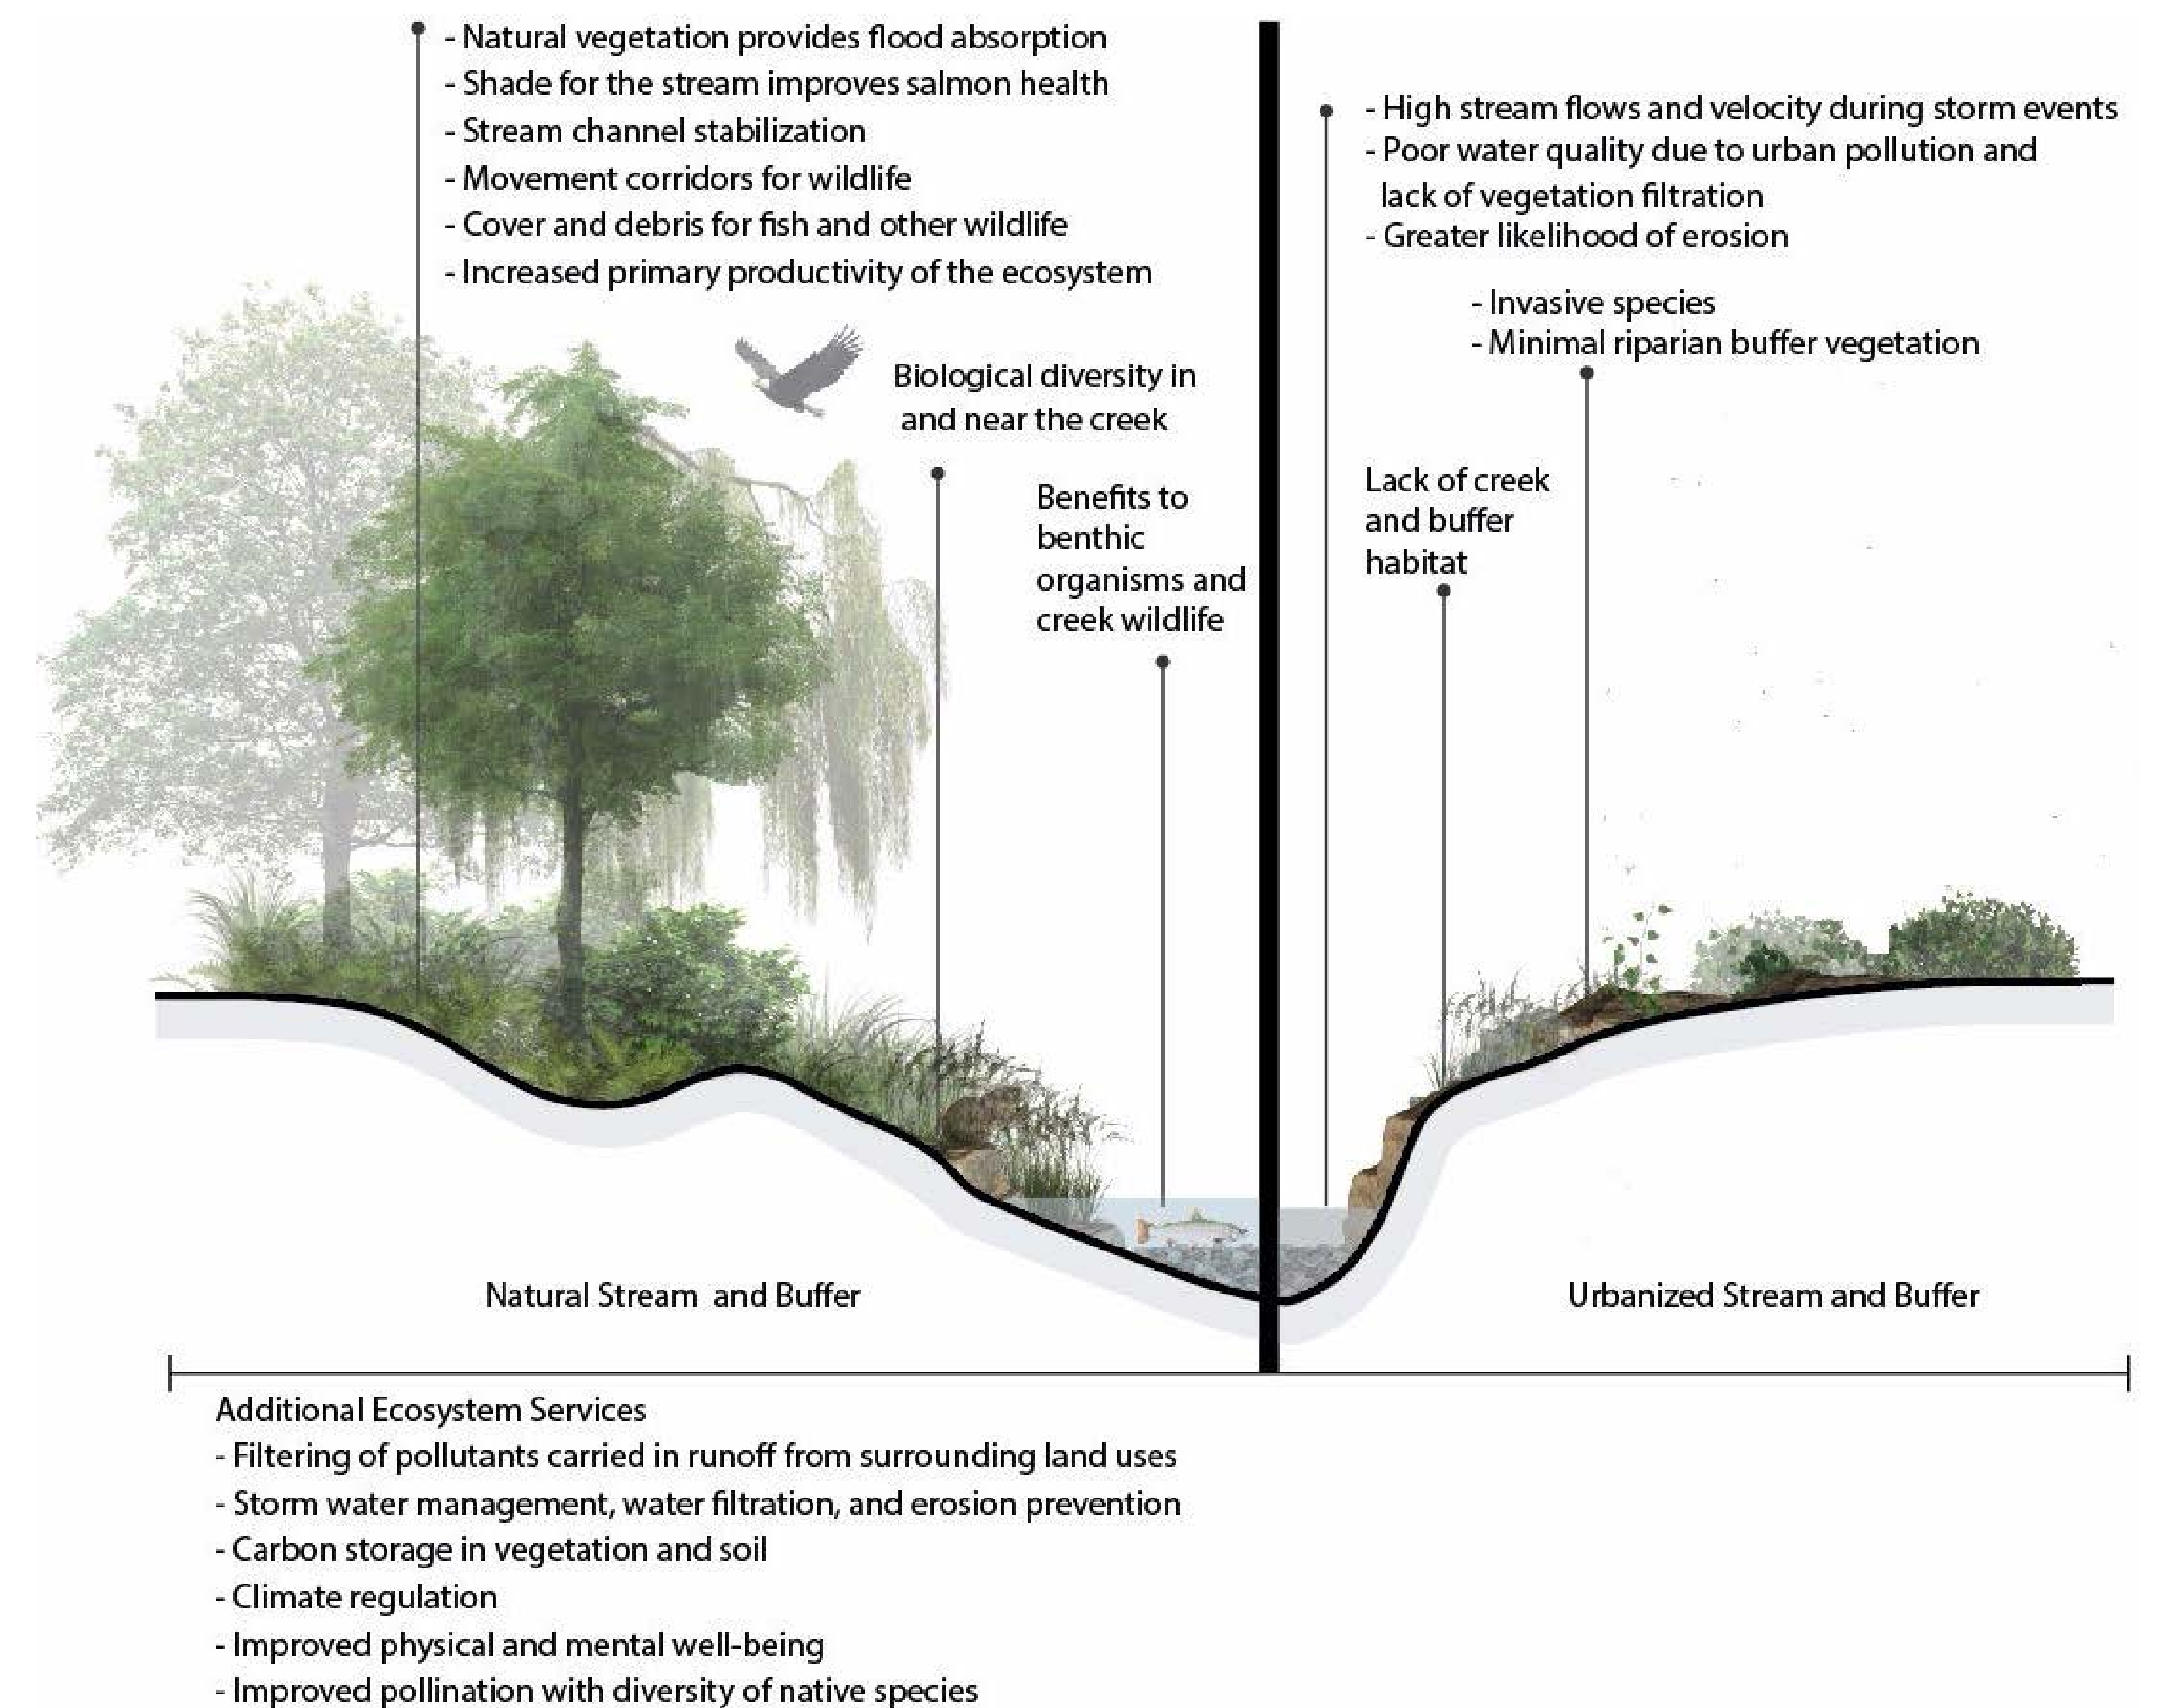 - Natural vegetation provides flood absorption
- Shade for the stream improves salmon health
- Stream channel stabilization
- Movement corridors for wildlife
- Cover and debris for fish and other wildlife
- Increased primary productivity of the ecosystem
Biological diversity in
and near the creek
Benefits to
benthic
organisms and
creek wildlife
- High stream flows and velocity during storm events
- Poor water quality due to urban pollution and
lack of vegetation filtration
- Greater likelihood of erosion
- Invasive species
- Minimal riparian buffer vegetation
Lack of creek
and buffer
habitat
Natural Stream and Buffer
Urbanized Stream and Buffer
Additional Ecosystem Services
- Filtering of pollutants carried in runoff from surrounding land uses
- Storm water management, water filtration, and erosion prevention
- Carbon storage in vegetation and soil
- Climate regulation
- Improved physical and mental well-being
- Improved pollination with diversity of native species